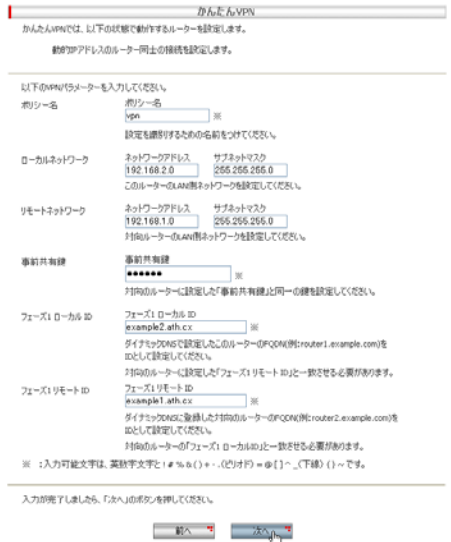 かんたんVPN
かんたんVPNでは、以下の状態で動作するルーターを設定します。
動的IPアドレスのルーター同士の接続を設定します。
以下のVPNパラメーターを入力してください。
ポリシー名 ポリシー名
vpn ※
設定を識別するための名前をつけてください。
ローカルネットワーク ネットワークアドレス サブネットマスク
192.168.2.0 255.255.255.0
このルーターのLAN側ネットワークを設定してください。
リモートネットワーク ネットワークアドレス サブネットマスク
192.168.1.0 255.255.255.0
対向ルーターのLAN側ネットワークを設定してください。
事前共有鍵 事前共有鍵
●●●●●● ※
対向のルーターに設定した「事前共有鍵」と同一の鍵を設定してください。
フェーズ1 ローカル ID フェーズ1 ローカル ID
example2.ath.cx ※
ダイナミックDNSで設定したこのルーターのFQDN(例:router1.example.com)を
IDとして設定してください。
対向のルーターに設定した「フェーズ1 リモート ID」と一致させる必要があります。
フェーズ1 リモート ID フェーズ1 リモート ID
example1.ath.cx ※
ダイナミックDNSに登録した対向のルーターのFQDN(例:router2.example.com)を
IDとして設定してください。
対向のルーターの「フェーズ1 ローカルID」と一致させる必要があります。
※ :入力可能文字は、英数字文字と ! # % & ( ) + - .(ピリオド) = @ [ ] ^ _(下線) { } ~ です。
入力が完了しましたら、「次へ」のボタンを押してください。
前へ 次へ